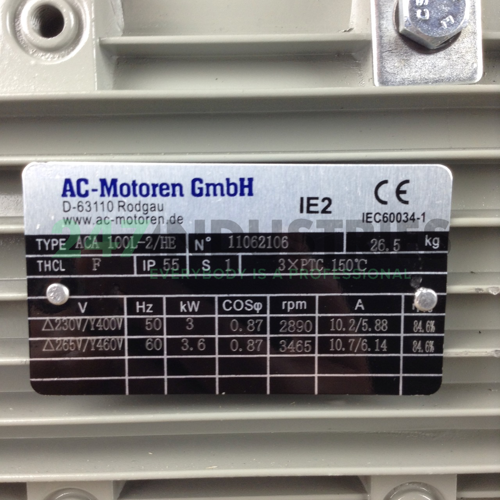 AC-Motoren GmbH
D-63110 Rodgau
www.ac-motoren.de
IE2
CE
IEC60034-1
TYPE ACA 100L-2/HE N° 11062106 26.5 kg
THCL F IP 55 S 1 3×PTC 150℃
EVERYBODY IS A INDUSTRY
V Hz kW COSφ rpm A
△230V/Y400V 50 3 0.87 2890 10.2/5.88 84.6%
△265V/Y460V 60 3.6 0.87 3465 10.7/6.14 84.6%